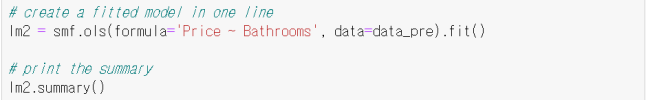 # create a fitted model in one line
lm2 = smf.ols(formula='Price ~ Bathrooms', data=data_pre).fit()
# print the summary
lm2.summary()